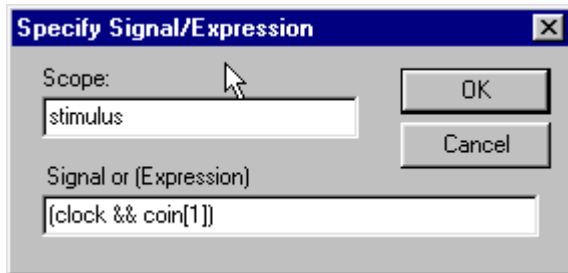 Specify Signal/Expression
Scope:
stimulus
OK
Cancel
Signal or (Expression)
(clock && coin[1])